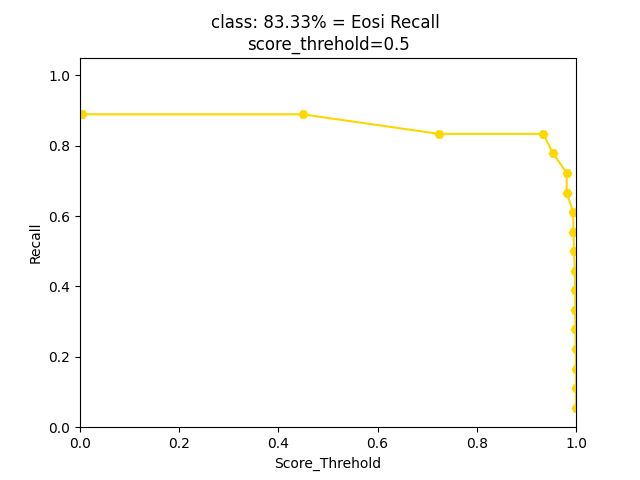 class: 83.33% = Eosi Recall
score_threhold=0.5
1.0
0.8
0.6
0.4
0.2
0.0
Recall
0.0 0.2 0.4 0.6 0.8 1.0
Score_Threhold